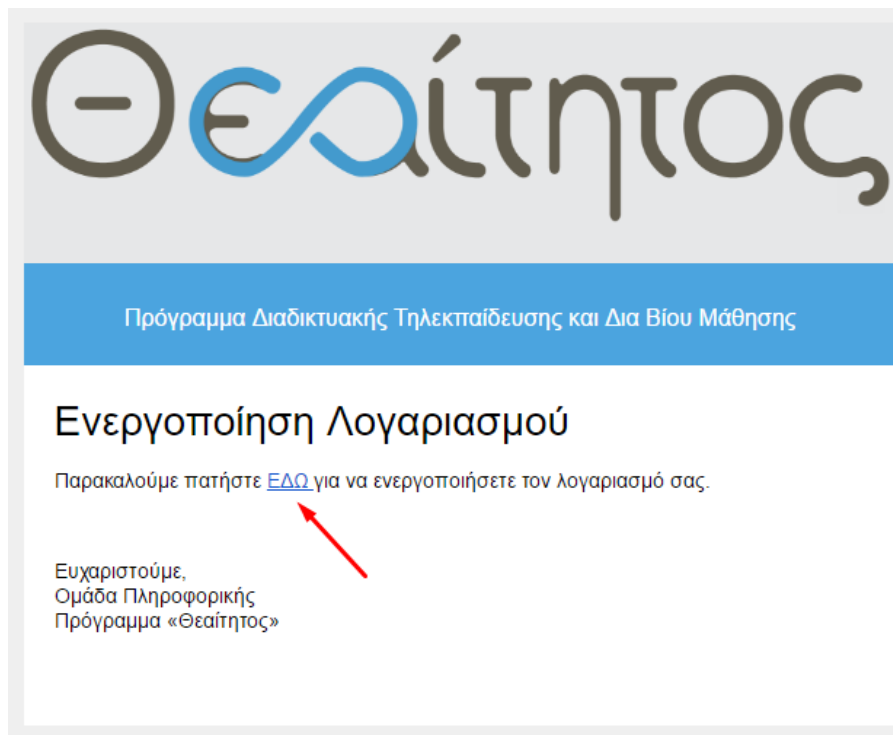 Θεαίτητος
Πρόγραμμα Διαδικτυακής Τηλεκπαίδευσης και Δια Βίου Μάθησης
Ενεργοποίηση Λογαριασμού
Παρακαλούμε πατήστε ΕΔΩ για να ενεργοποιήσετε τον λογαριασμό σας.
Ευχαριστούμε,
Ομάδα Πληροφορικής
Πρόγραμμα «Θεαίτητος»